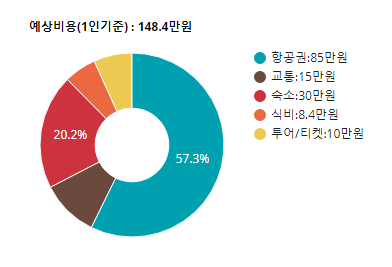 예상비용(1인기준) : 148.4만원
항공권:85만원
교통:15만원
숙소:30만원
식비:8.4만원
투어/티켓:10만원
20.2%
57.3%